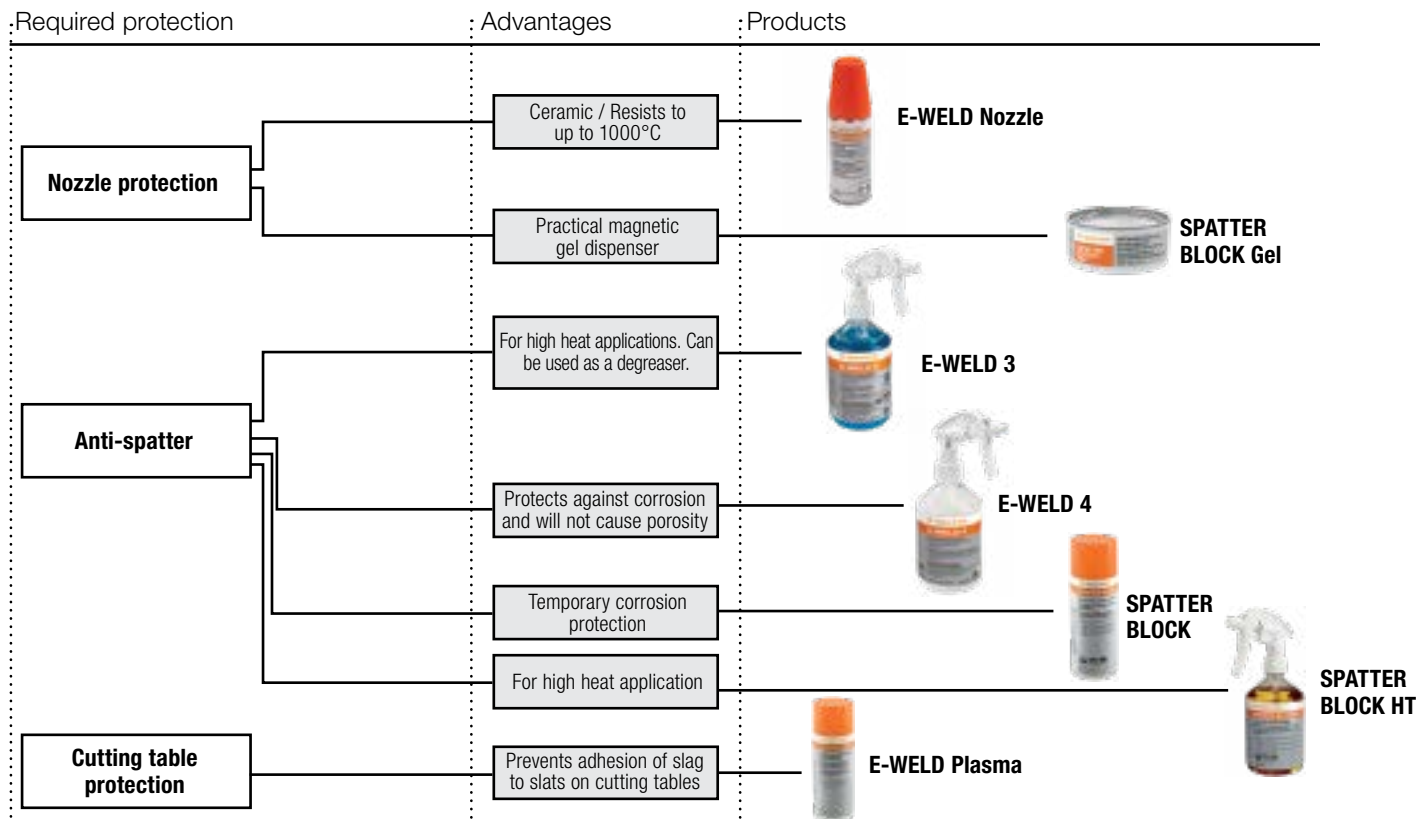 Required protection
Advantages
Products
Nozzle protection
Ceramic / Resists to
up to 1000°C
E-WELD Nozzle
Practical magnetic
gel dispenser
SPATTER
BLOCK Gel
Anti-spatter
For high heat applications. Can
be used as a degreaser.
E-WELD 3
Protects against corrosion
and will not cause porosity
E-WELD 4
Temporary corrosion
protection
SPATTER
BLOCK
For high heat application
SPATTER
BLOCK HT
Cutting table
protection
Prevents adhesion of slag
to slats on cutting tables
E-WELD Plasma